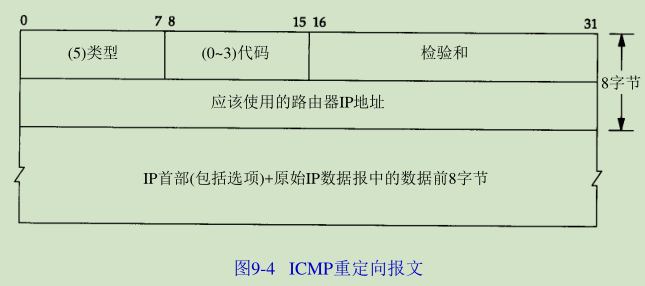 0 7 8 15 16 31
(5)类型 (0~3)代码 检验和
8字节
应该使用的路由器IP地址
IP首部(包括选项)+原始IP数据报中的数据前8字节
图9-4 ICMP重定向报文